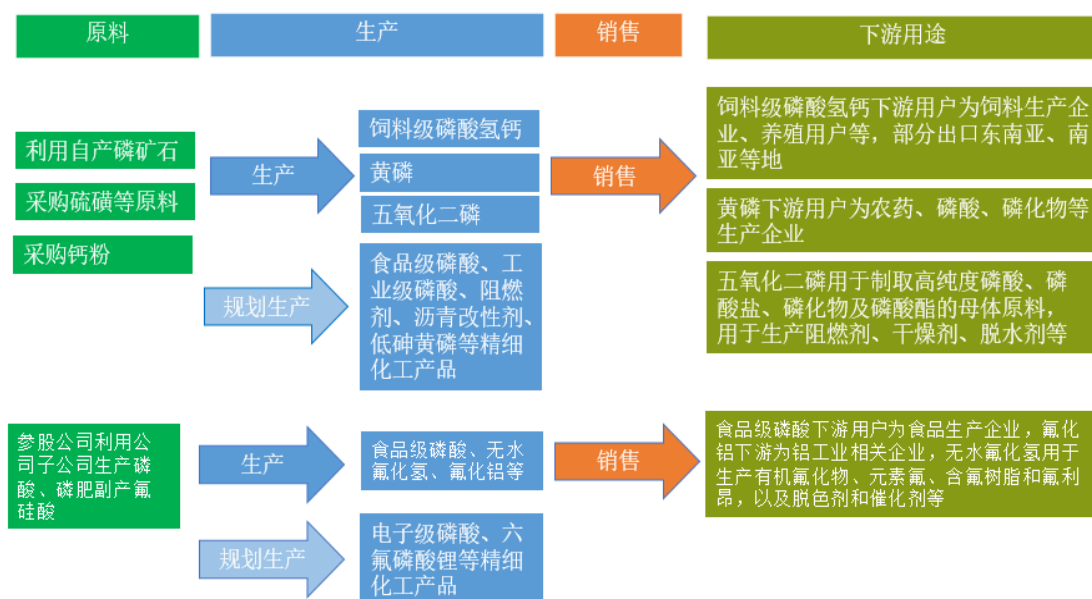 原料
生产
销售
下游用途
利用自产磷矿石
采购硫磺等原料
采购钙粉
生产
规划生产
饲料级磷酸氢钙
黄磷
五氧化二磷
食品级磷酸、工
业级磷酸、阻燃
剂、沥青改性剂、
低砷黄磷等精细
化工产品
销售
饲料级磷酸氢钙下游用户为饲料生产企
业、养殖用户等，部分出口东南亚、南
亚等地
黄磷下游用户为农药、磷酸、磷化物等
生产企业
五氧化二磷用于制取高纯度磷酸、磷
酸盐、磷化物及磷酸酯的母体原料，
用于生产阻燃剂、干燥剂、脱水剂等
参股公司利用公
司子公司生产磷
酸、磷肥副产氟
硅酸
生产
规划生产
食品级磷酸、无水
氟化氢、氟化铝等
电子级磷酸、六
氟磷酸锂等精细
化工产品
销售
食品级磷酸下游用户为食品生产企业，氟化
铝下游为铝工业相关企业，无水氟化氢用于
生产有机氟化物、元素氟、含氟树脂和氟利
昂，以及脱色剂和催化剂等